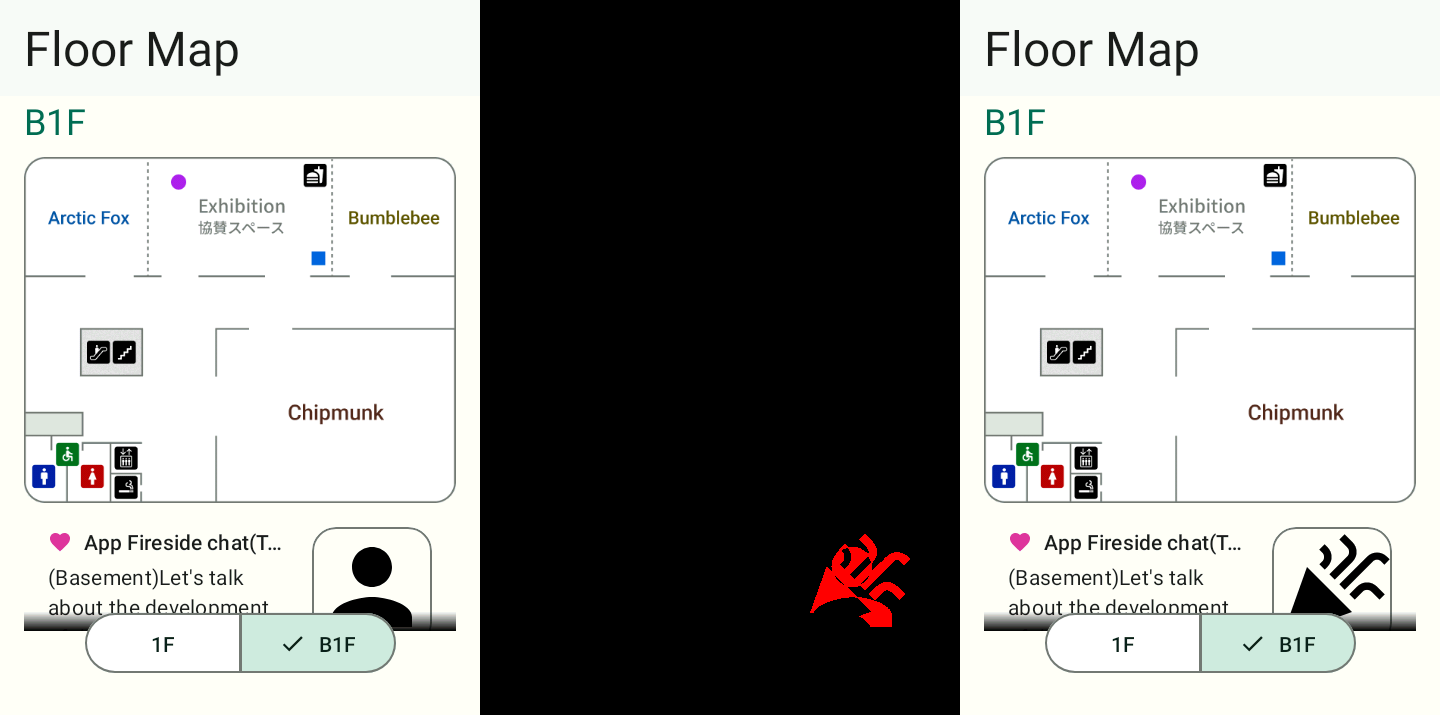 Floor Map
B1F
Arctic Fox
Exhibition
協賛スペース
Bumblebee
Chipmunk
App Fireside chat(T...
(Basement)Let's talk
about the development
1F
B1F
Floor Map
B1F
Arctic Fox
Exhibition
協賛スペース
Bumblebee
Chipmunk
App Fireside chat(T...
(Basement)Let's talk
about the development
1F
B1F